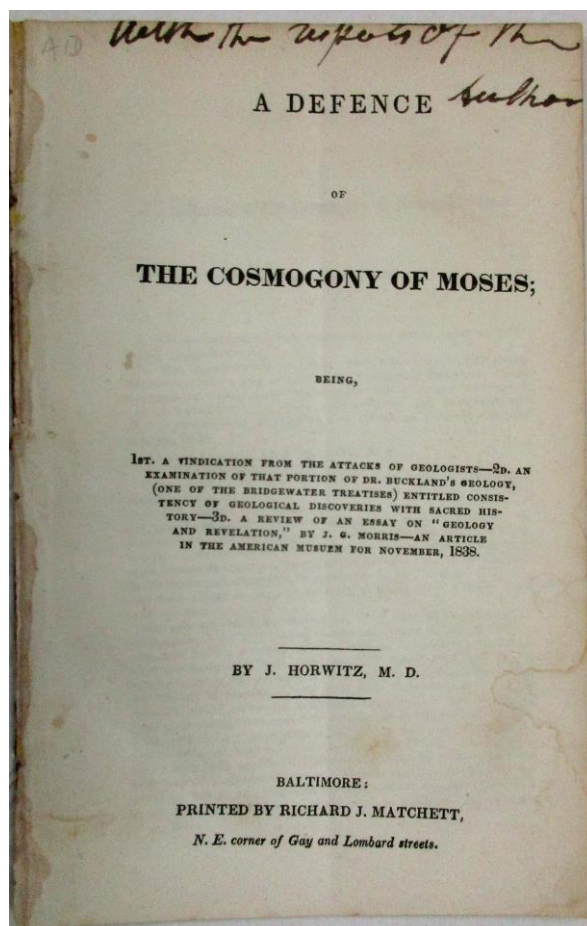 With the respects of the
Author
A DEFENCE
OF
THE COSMOGONY OF MOSES;
BEING,
1ST. A VINDICATION FROM THE ATTACKS OF GEOLOGISTS—2D. AN
EXAMINATION OF THAT PORTION OF DR. BUCKLAND'S GEOLOGY,
(ONE OF THE BRIDGEWATER TREATISES) ENTITLED CONSIS-
TENCY OF GEOLOGICAL DISCOVERIES WITH SACRED HIS-
TORY—3D. A REVIEW OF AN ESSAY ON "GEOLOGY
AND REVELATION," BY J. G. MORRIS—AN ARTICLE
IN THE AMERICAN MUSUEM FOR NOVEMBER, 1838.
BY J. HORWITZ, M. D.
BALTIMORE:
PRINTED BY RICHARD J. MATCHETT,
N. E. corner of Gay and Lombard streets.